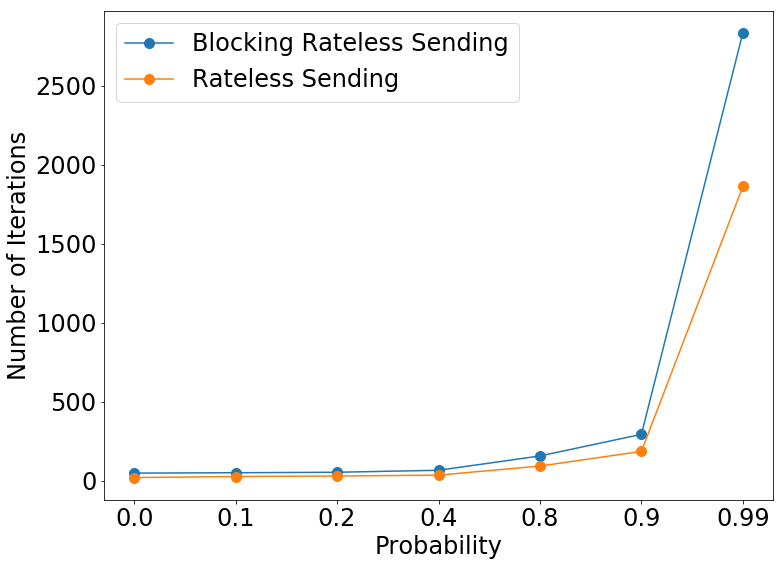 Blocking Rateless Sending
Rateless Sending
Number of Iterations
2500
2000
1500
1000
500
0
0.0 0.1 0.2 0.4 0.8 0.9 0.99
Probability